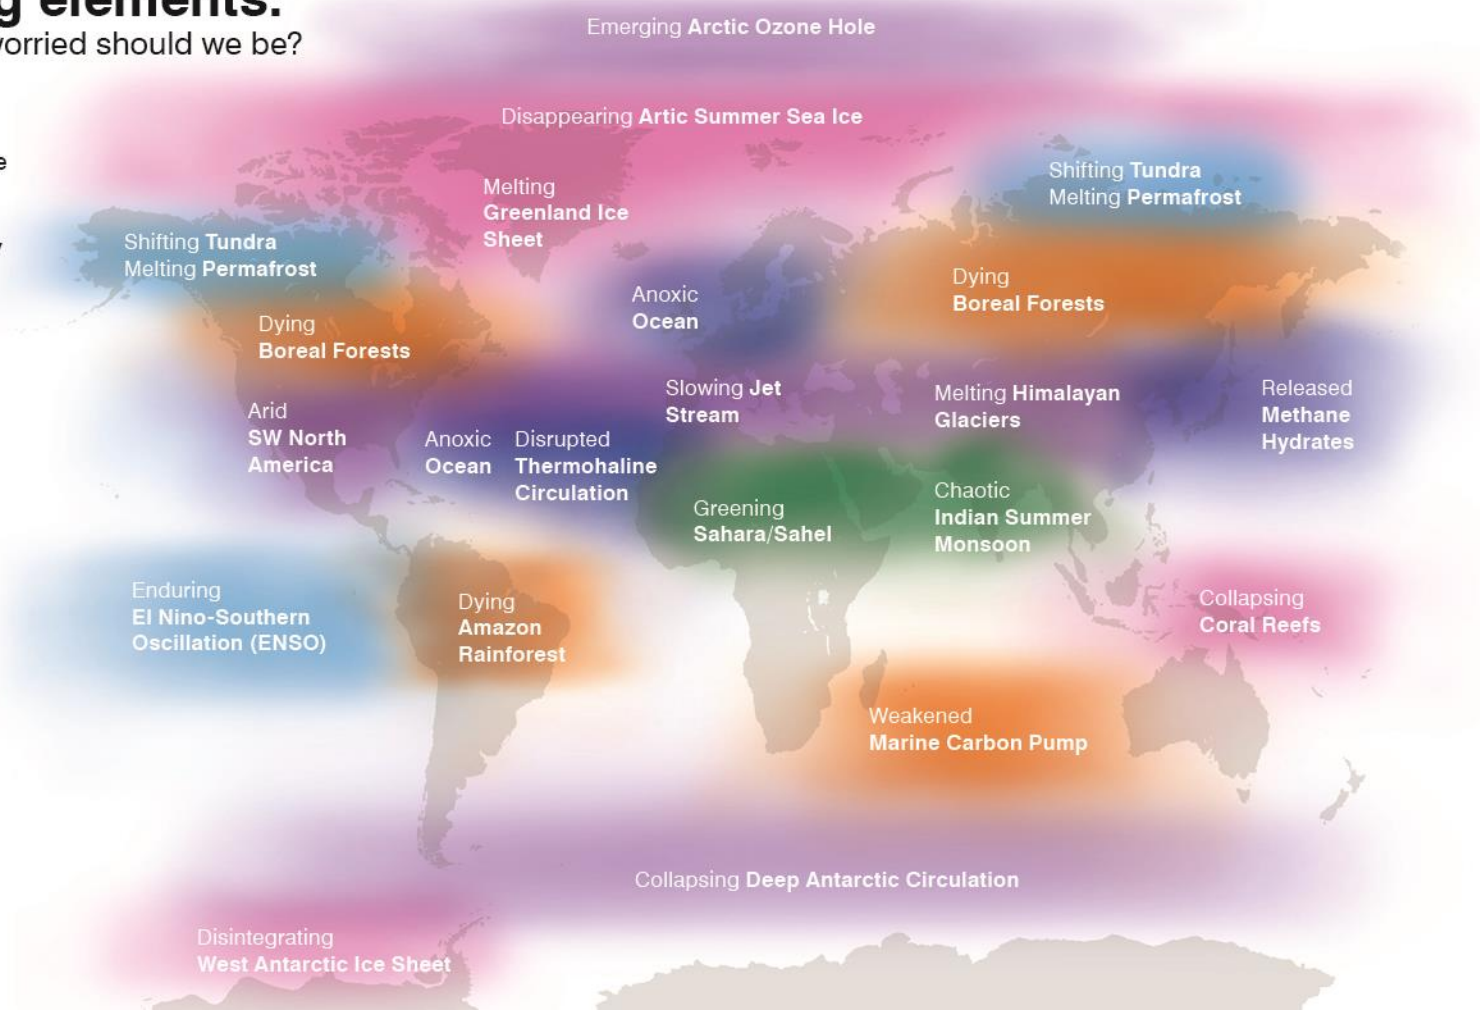 g elements:
worried should we be?
Emerging Arctic Ozone Hole
Disappearing Artic Summer Sea Ice
e
Melting
Greenland Ice
Sheet
Shifting Tundra
Melting Permafrost
y
Shifting Tundra
Melting Permafrost
Dying
Boreal Forests
Anoxic
Ocean
Dying
Boreal Forests
Arid
SW North
America
Anoxic
Ocean
Disrupted
Thermohaline
Circulation
Slowing Jet
Stream
Melting Himalayan
Glaciers
Released
Methane
Hydrates
Greening
Sahara/Sahel
Chaotic
Indian Summer
Monsoon
Enduring
El Nino-Southern
Oscillation (ENSO)
Dying
Amazon
Rainforest
Collapsing
Coral Reefs
Weakened
Marine Carbon Pump
Collapsing Deep Antarctic Circulation
Disintegrating
West Antarctic Ice Sheet